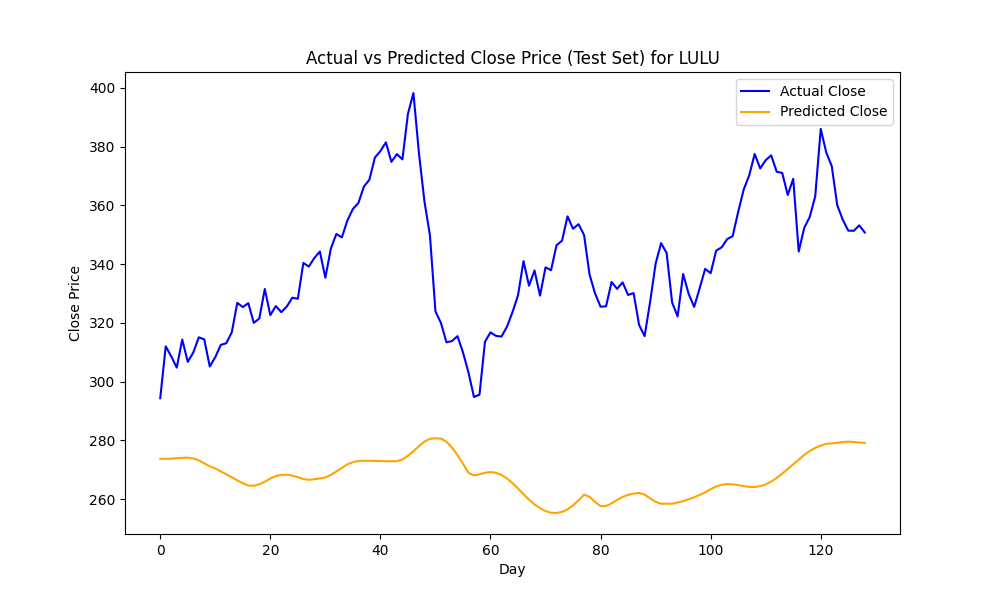 Actual vs Predicted Close Price (Test Set) for LULU
Actual Close
Predicted Close
Close Price
400
380
360
340
320
300
280
260
0 20 40 60 80 100 120
Day